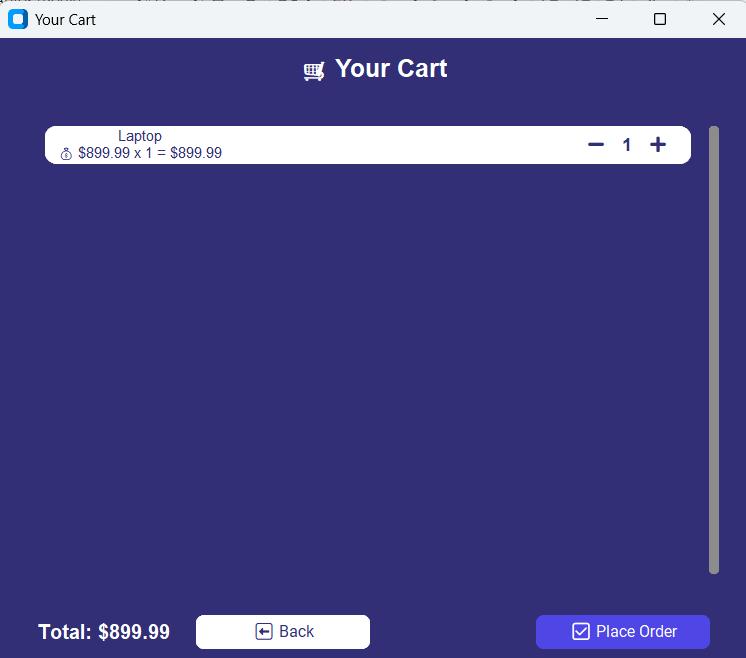 Your Cart
🛒 Your Cart
Laptop
💰 $899.99 x 1 = $899.99
− 1 +
Total: $899.99
Back
Place Order